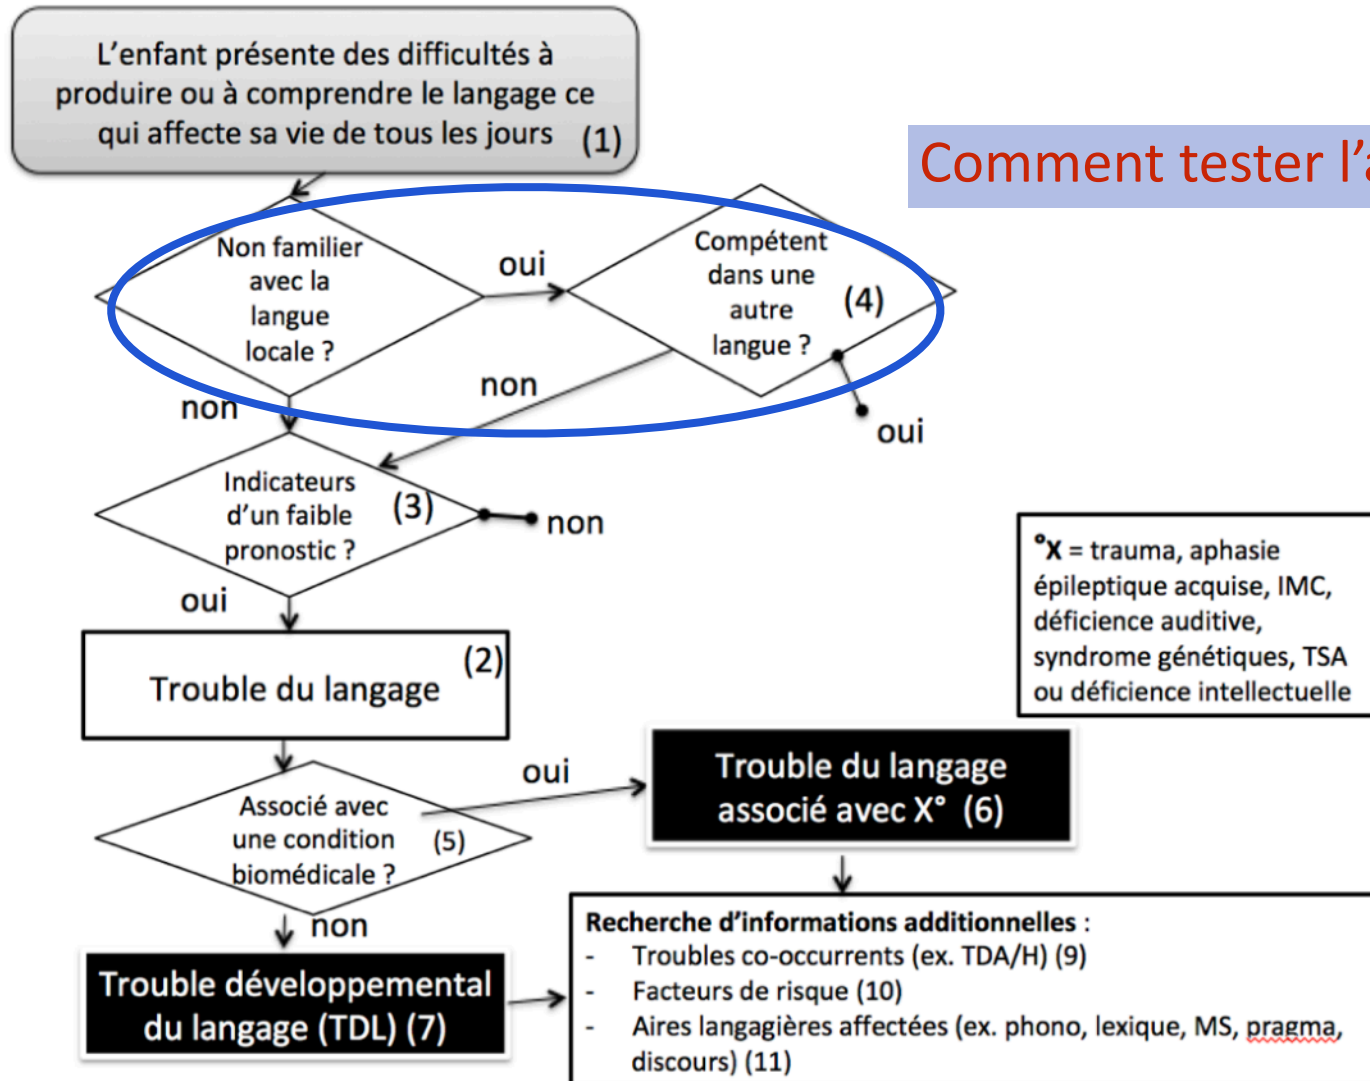 L'enfant présente des difficultés à
produire ou à comprendre le langage ce
qui affecte sa vie de tous les jours (1)
Comment tester l'a
Non familier
avec la
langue
locale ?
oui
Compétent
dans une
autre
langue ?
(4)
non
non
oui
Indicateurs
d'un faible
pronostic ?
(3)
non
oui
Trouble du langage
(2)
°X = trauma, aphasie
épileptique acquise, IMC,
déficience auditive,
syndrome génétiques, TSA
ou déficience intellectuelle
Associé avec
une condition
biomédicale ?
(5)
oui
Trouble du langage
associé avec X° (6)
non
Trouble développemental
du langage (TDL) (7)
Recherche d'informations additionnelles :
- Troubles co-occurrents (ex. TDA/H) (9)
- Facteurs de risque (10)
- Aires langagières affectées (ex. phono, lexique, MS, pragma,
discours) (11)